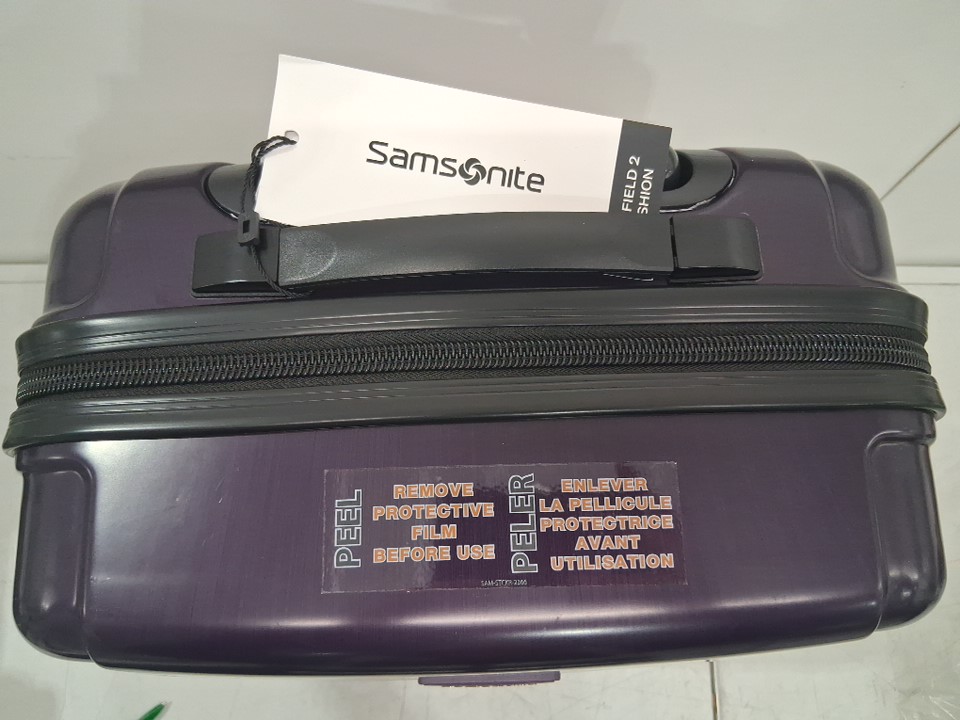 Samsonite
FIELD 2
SHION
PEEL
REMOVE
PROTECTIVE
FILM
BEFORE USE
PELER
ENLEVER
LA PELLICULE
PROTECTRICE
AVANT
UTILISATION